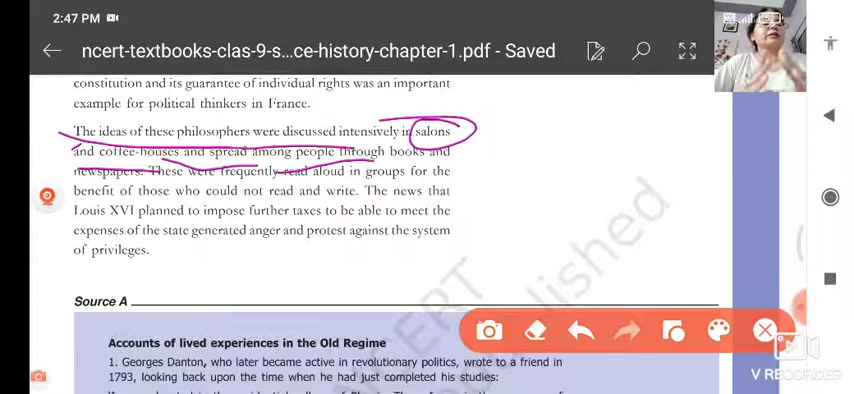 2:47 PM
52
ncert-textbooks-clas-9-s...ce-history-chapter-1.pdf - Saved
constitution and its guarantee of individual rights was an important
example for political thinkers in France.
The ideas of these philosophers were discussed intensively in salons
and coffee-houses and spread among people through books and
newspapers. These were frequently read aloud in groups for the
benefit of those who could not read and write. The news that
Louis XVI planned to impose further taxes to be able to meet the
expenses of the state generated anger and protest against the system
of privileges.
Source A
Accounts of lived experiences in the Old Regime
1. Georges Danton, who later became active in revolutionary politics, wrote to a friend in
1793, looking back upon the time when he had just completed his studies:
NCERT
published
V RECORDER